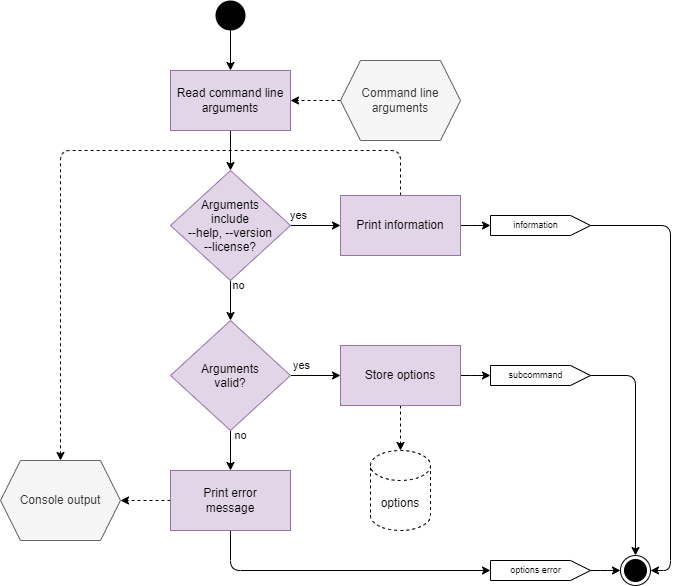 Read command line
arguments
Command line
arguments
Arguments
include
--help, --version
--license?
yes
Print information
information
no
Arguments
valid?
yes
Store options
subcommand
no
options
Print error
message
Console output
options error